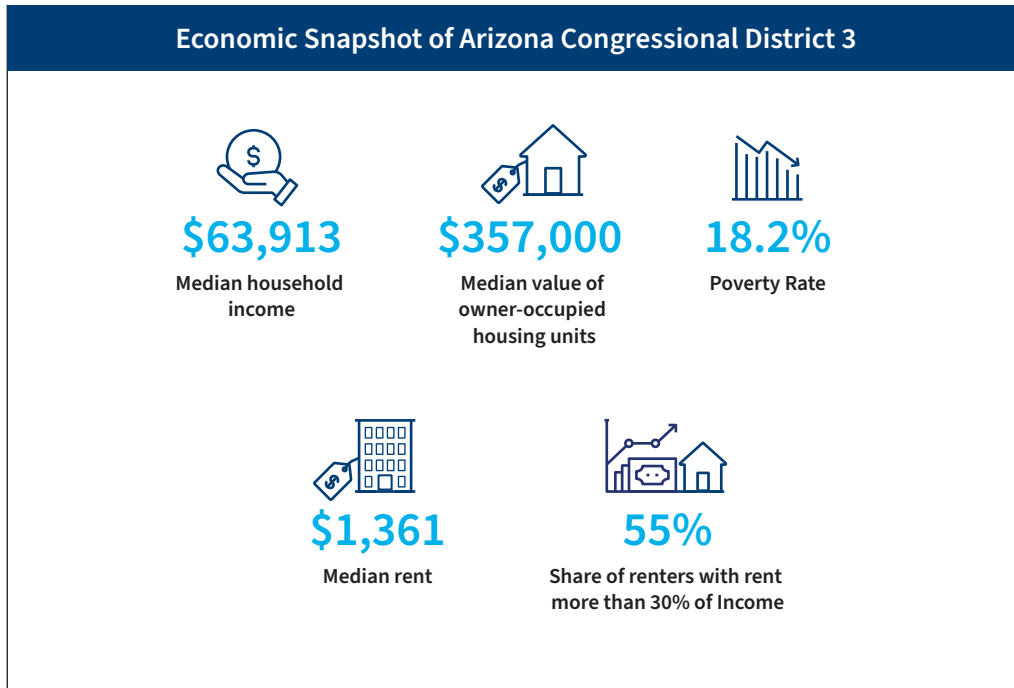 Economic Snapshot of Arizona Congressional District 3
$
$
$63,913
$357,000
18.2%
Median household
income
Median value of
owner-occupied
housing units
Poverty Rate
$
$1,361
55%
Median rent
Share of renters with rent
more than 30% of Income